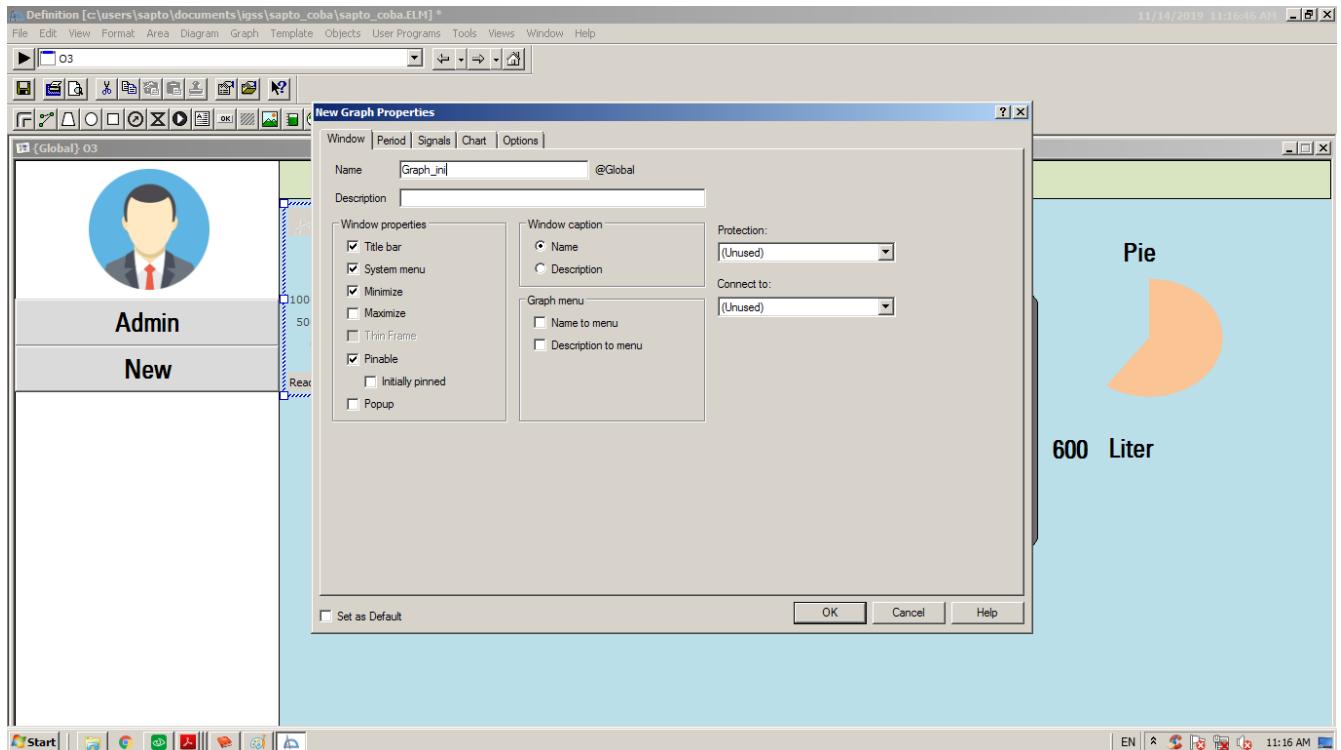 Definition [c:\users\sapto\documents\igss\sapto_coba\sapto_coba.ELM] *
11/14/2019 11:16:46 AM
File Edit View Format Area Diagram Graph Template Objects User Programs Tools Views Window Help
O3
OK
New Graph Properties
{Global} O3
Window Period Signals Chart Options
Name Graph_ini @Global
Description
Window properties
Title bar
System menu
Minimize
Maximize
Thin Frame
Pinable
Initially pinned
Popup
Window caption
Name
Description
Graph menu
Name to menu
Description to menu
Protection:
(Unused)
Connect to:
(Unused)
Set as Default
OK Cancel Help
Admin
New
100
50
Pie
600 Liter
Start
EN 11:16 AM